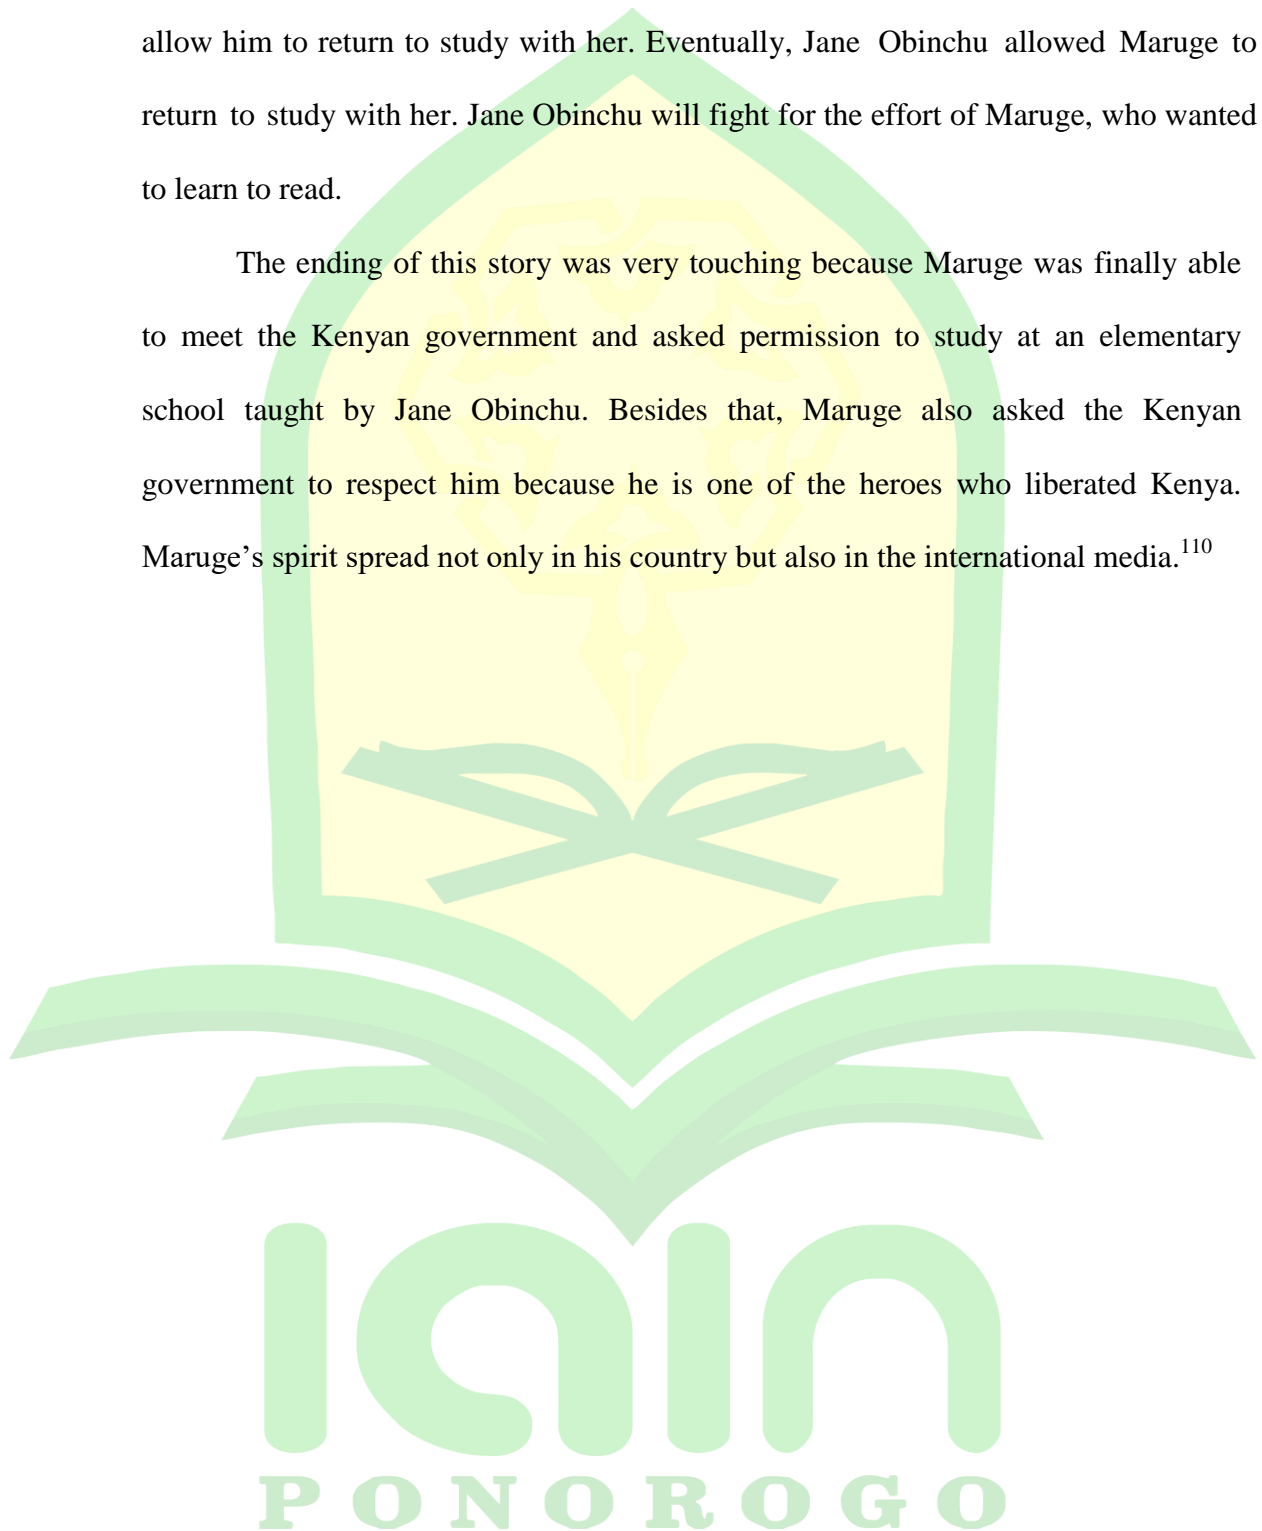 allow him to return to study with her. Eventually, Jane Obinchu allowed Maruge to
return to study with her. Jane Obinchu will fight for the effort of Maruge, who wanted
to learn to read.
The ending of this story was very touching because Maruge was finally able
to meet the Kenyan government and asked permission to study at an elementary
school taught by Jane Obinchu. Besides that, Maruge also asked the Kenyan
government to respect him because he is one of the heroes who liberated Kenya.
Maruge’s spirit spread not only in his country but also in the international media.110
iain
PONOROGO